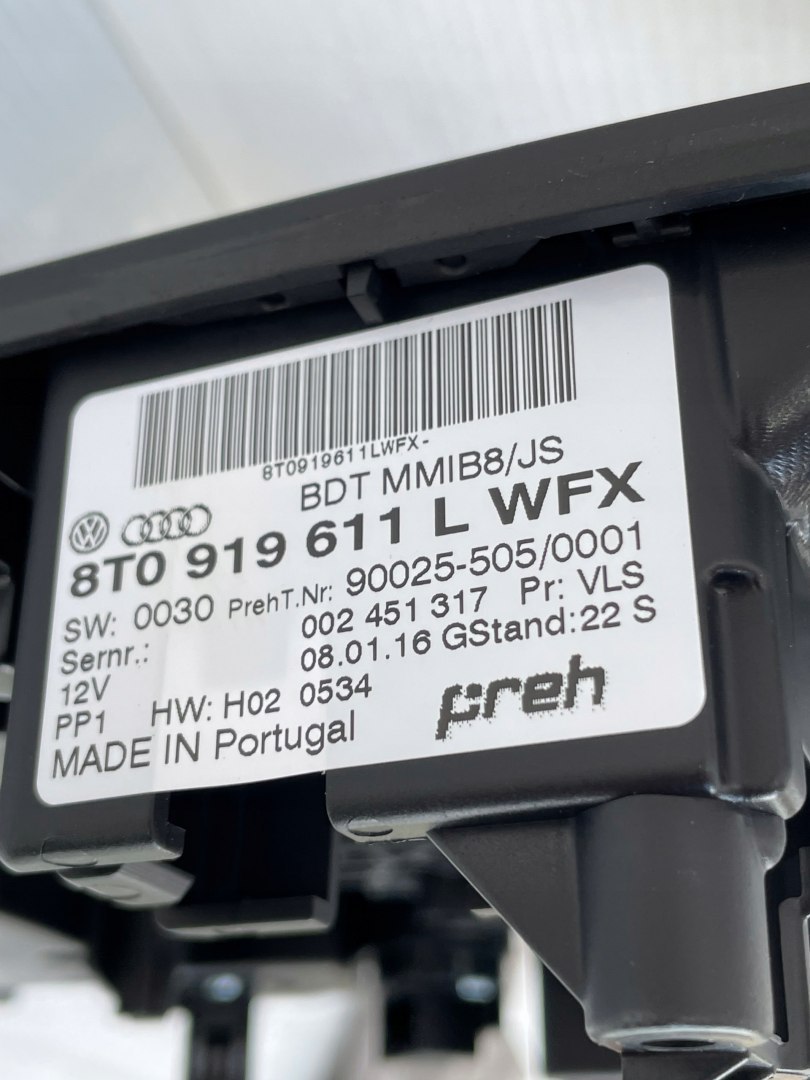 8T0919611LWFX-
BDT MMIB8/JS
8T0 919 611 L WFX
SW: 0030 PrehT.Nr: 90025-505/0001
Sernr.: 002 451 317 Pr: VLS
12V 08.01.16 GStand:22 S
PP1 HW: H02 0534
MADE IN Portugal preh